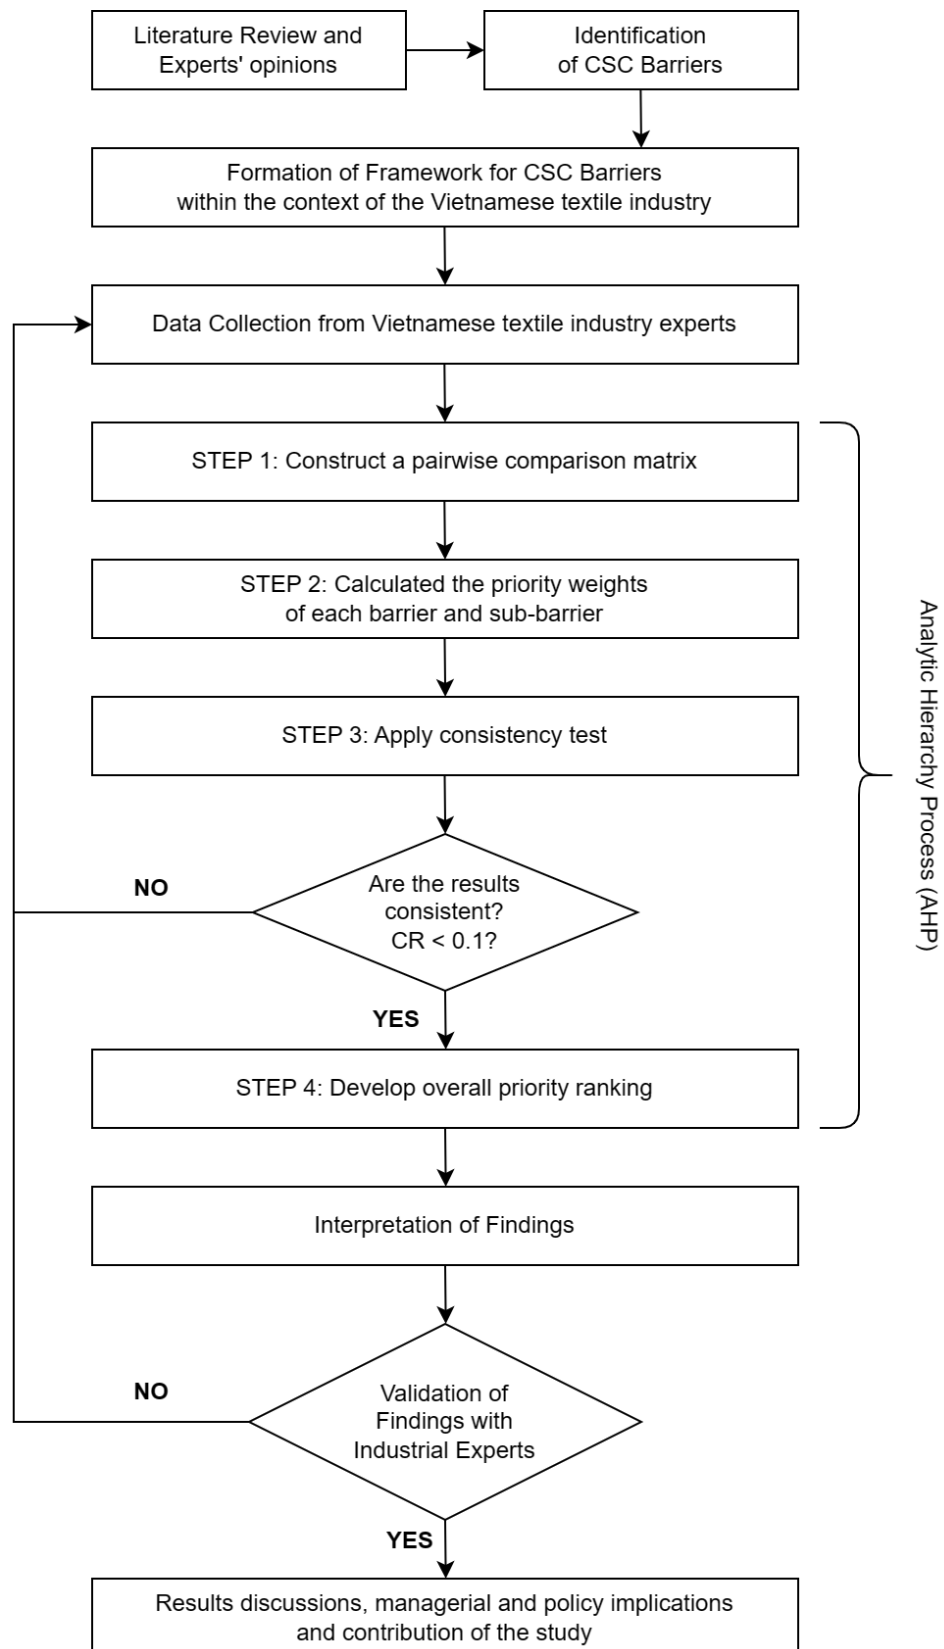 Literature Review and
Experts' opinions
Identification
of CSC Barriers
Formation of Framework for CSC Barriers
within the context of the Vietnamese textile industry
Data Collection from Vietnamese textile industry experts
STEP 1: Construct a pairwise comparison matrix
STEP 2: Calculated the priority weights
of each barrier and sub-barrier
STEP 3: Apply consistency test
Are the results
consistent?
CR < 0.1?
NO
YES
STEP 4: Develop overall priority ranking
Analytic Hierarchy Process (AHP)
Interpretation of Findings
Validation of
Findings with
Industrial Experts
NO
YES
Results discussions, managerial and policy implications
and contribution of the study